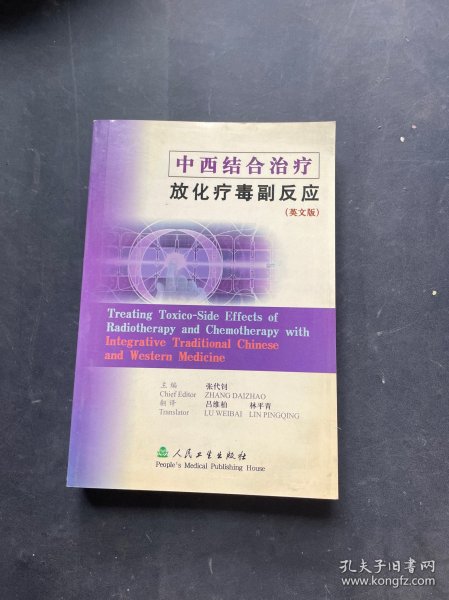 中西结合治疗
放化疗毒副反应
(英文版)
Treating Toxico-Side Effects of
Radiotherapy and Chemotherapy with
Integrative Traditional Chinese
and Western Medicine
主编 张代钊
Chief Editor ZHANG DAIZHAO
翻译 吕维柏 林平青
Translator LU WEIBAI LIN PINGQING
人民卫生出版社
People's Medical Publishing House
孔夫子旧书网
www.kongfz.com